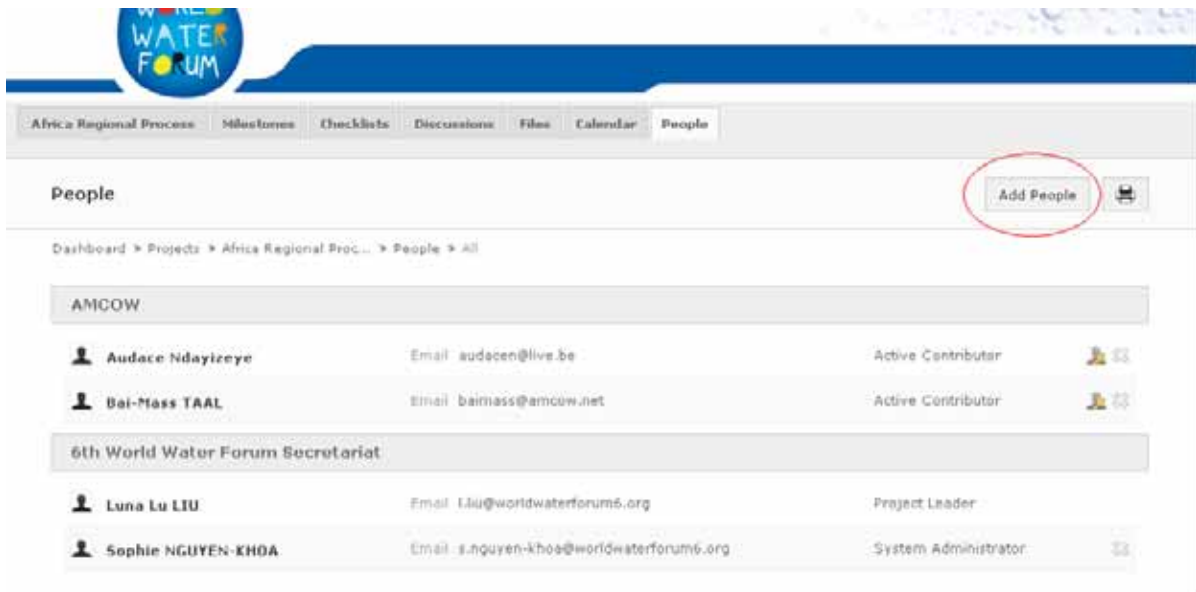 WORLD
WATER
FORUM
Africa Regional Process Milestones Checklists Discussions Files Calendar People
People Add People
Dashboard > Projects > Africa Regional Proc... > People > All
AMCOW
Audace Ndayizeye Email audacen@live.be Active Contributor
Bai-Mass TAAL Email baimass@amcow.net Active Contributor
6th World Water Forum Secretariat
Luna Lu LIU Email l.liu@worldwaterforum6.org Project Leader
Sophie NGUYEN-KHOA Email s.nguyen-khoa@worldwaterforum6.org System Administrator